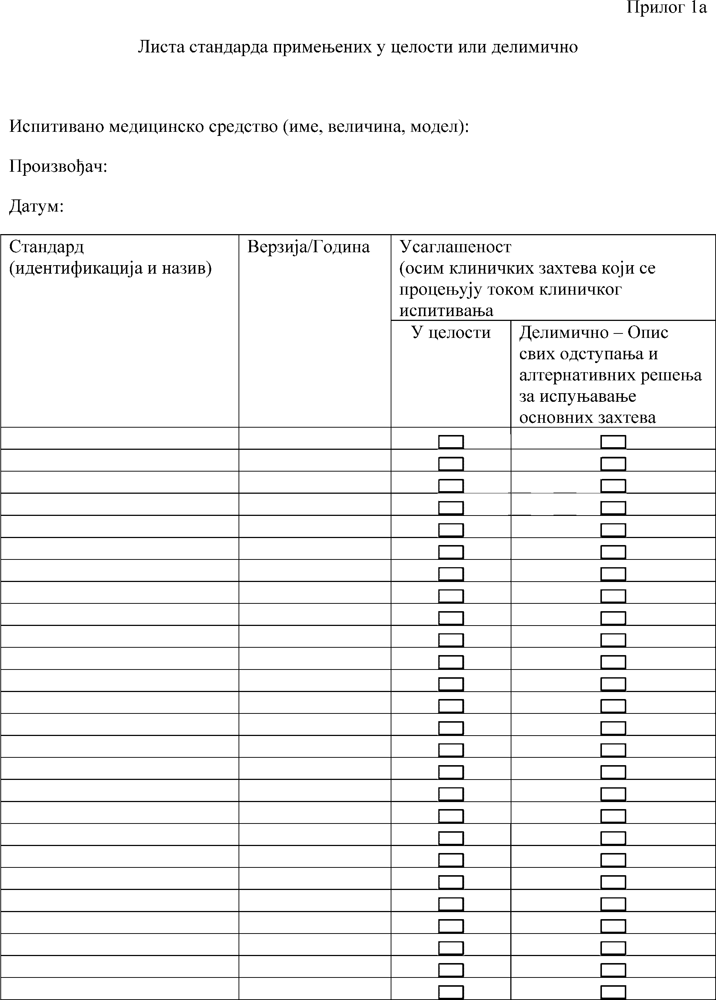 Прилог 1а
Листа стандарда примењених у целости или делимично
Испитивано медицинско средство (име, величина, модел):
Произвођач:
Датум:
Стандард
(идентификација и назив)
Верзија/Година
Усаглашеност
(осим клиничких захтева који се
процењују током клиничког
испитивања
У целости
Делимично – Опис
свих одступања и
алтернативних решења
за испуњавање
основних захтева